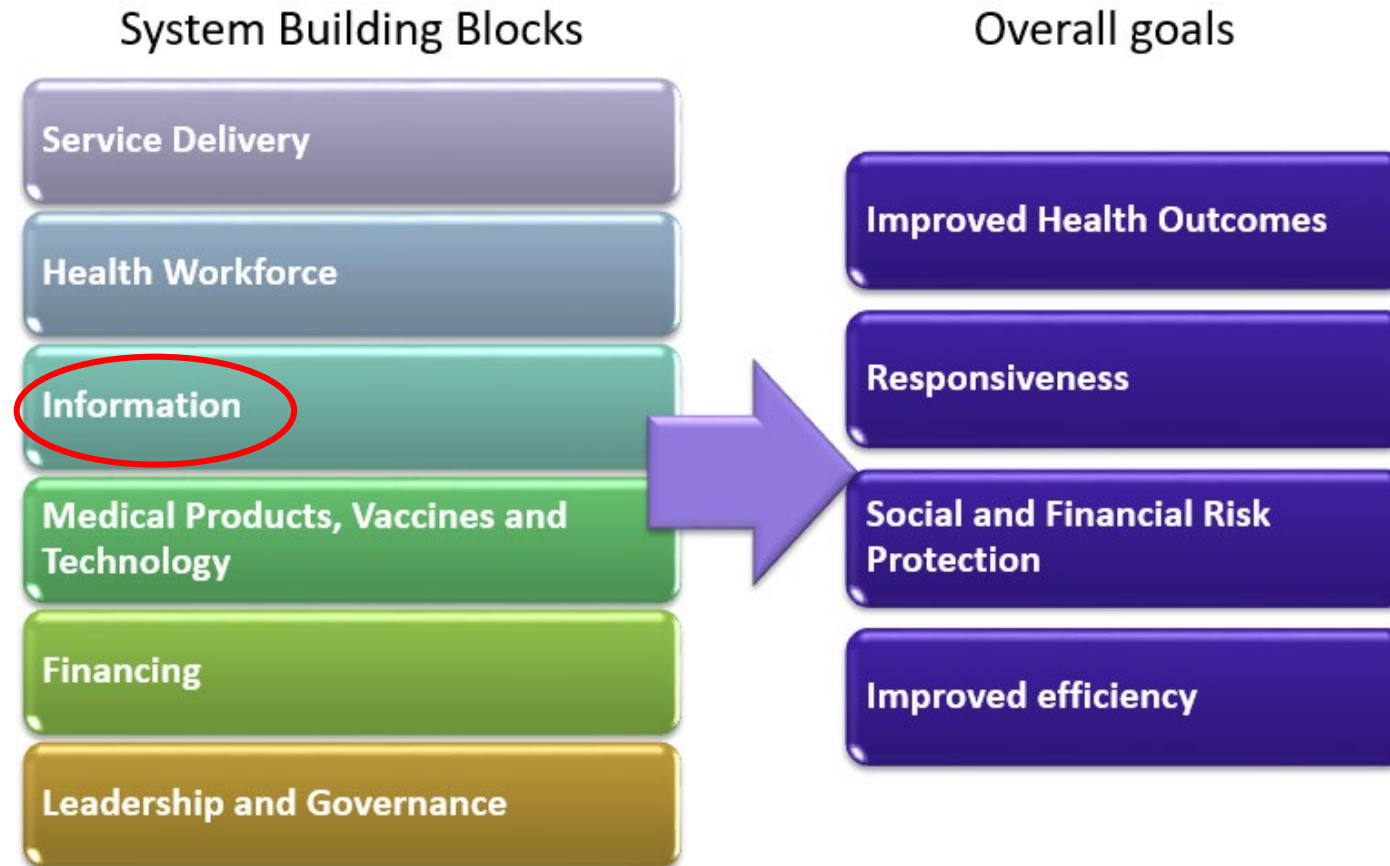 System Building Blocks
Service Delivery
Health Workforce
Information
Medical Products, Vaccines and
Technology
Financing
Leadership and Governance
Overall goals
Improved Health Outcomes
Responsiveness
Social and Financial Risk
Protection
Improved efficiency